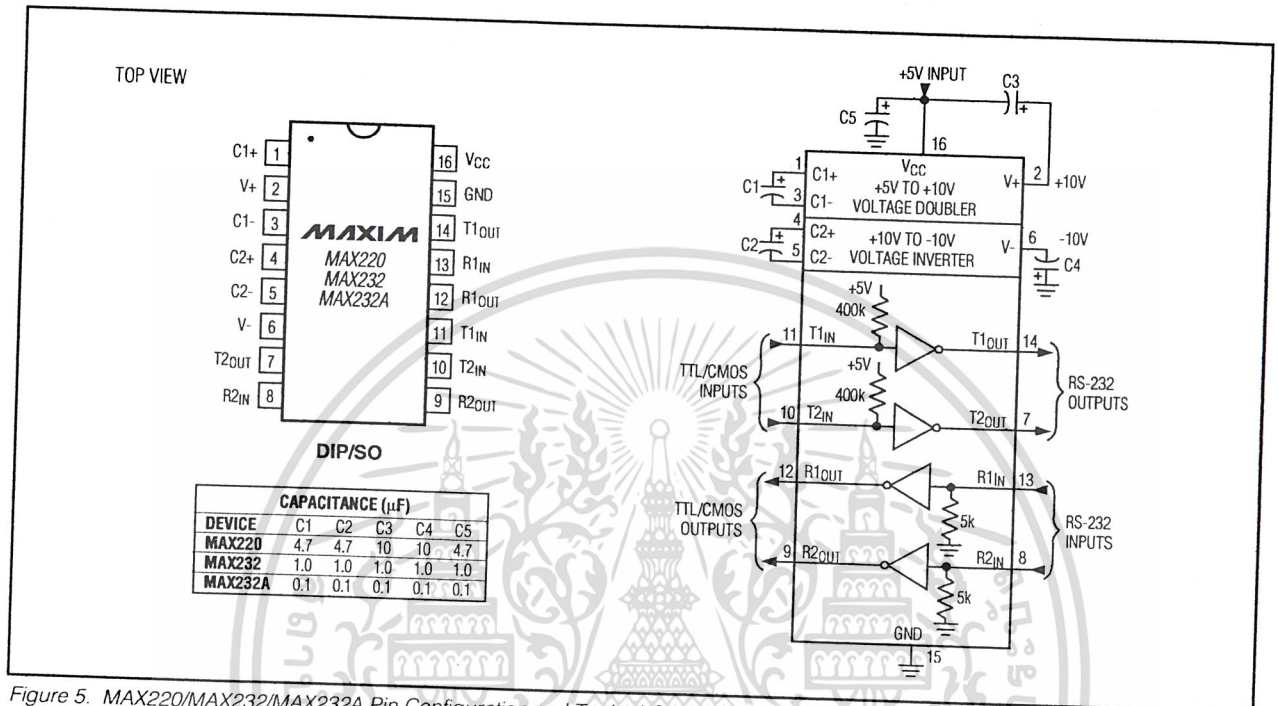 TOP VIEW
C1+ 1
V+ 2
C1- 3
C2+ 4
C2- 5
V- 6
T2OUT 7
R2IN 8
MAXIM
MAX220
MAX232
MAX232A
16 VCC
15 GND
14 T1OUT
13 R1IN
12 R1OUT
11 T1IN
10 T2IN
9 R2OUT
DIP/SO
CAPACITANCE (μF)
DEVICE C1 C2 C3 C4 C5
MAX220 4.7 4.7 10 10 4.7
MAX232 1.0 1.0 1.0 1.0 1.0
MAX232A 0.1 0.1 0.1 0.1 0.1
+5V INPUT
C3
C5
+
+
16
VCC
1
C1+
C1
+
3
C1-
+5V TO +10V
VOLTAGE DOUBLER
V+
2
+10V
4
C2+
C2
+
5
C2-
+10V TO -10V
VOLTAGE INVERTER
V-
6
-10V
C4
+
+5V
400k
11
T1IN
T1OUT
14
+5V
400k
TTL/CMOS
INPUTS
RS-232
OUTPUTS
10
T2IN
T2OUT
7
12
R1OUT
R1IN
13
5k
TTL/CMOS
OUTPUTS
RS-232
INPUTS
9
R2OUT
R2IN
8
5k
GND
15
Figure 5. MAX220/MAX232/MAX232A Pin Configuration and